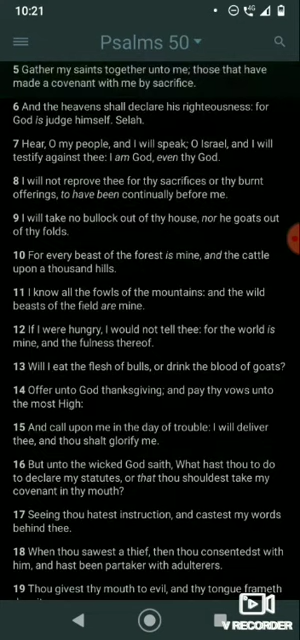 10:21
4G
Psalms 50
5 Gather my saints together unto me; those that have
made a covenant with me by sacrifice.
6 And the heavens shall declare his righteousness: for
God is judge himself. Selah.
7 Hear, O my people, and I will speak; O Israel, and I will
testify against thee: I am God, even thy God.
8 I will not reprove thee for thy sacrifices or thy burnt
offerings, to have been continually before me.
9 I will take no bullock out of thy house, nor he goats out
of thy folds.
10 For every beast of the forest is mine, and the cattle
upon a thousand hills.
11 I know all the fowls of the mountains: and the wild
beasts of the field are mine.
12 If I were hungry, I would not tell thee: for the world is
mine, and the fulness thereof.
13 Will I eat the flesh of bulls, or drink the blood of goats?
14 Offer unto God thanksgiving; and pay thy vows unto
the most High:
15 And call upon me in the day of trouble: I will deliver
thee, and thou shalt glorify me.
16 But unto the wicked God saith, What hast thou to do
to declare my statutes, or that thou shouldest take my
covenant in thy mouth?
17 Seeing thou hatest instruction, and castest my words
behind thee.
18 When thou sawest a thief, then thou consentedst with
him, and hast been partaker with adulterers.
19 Thou givest thy mouth to evil, and thy tongue frameth
V RECORDER